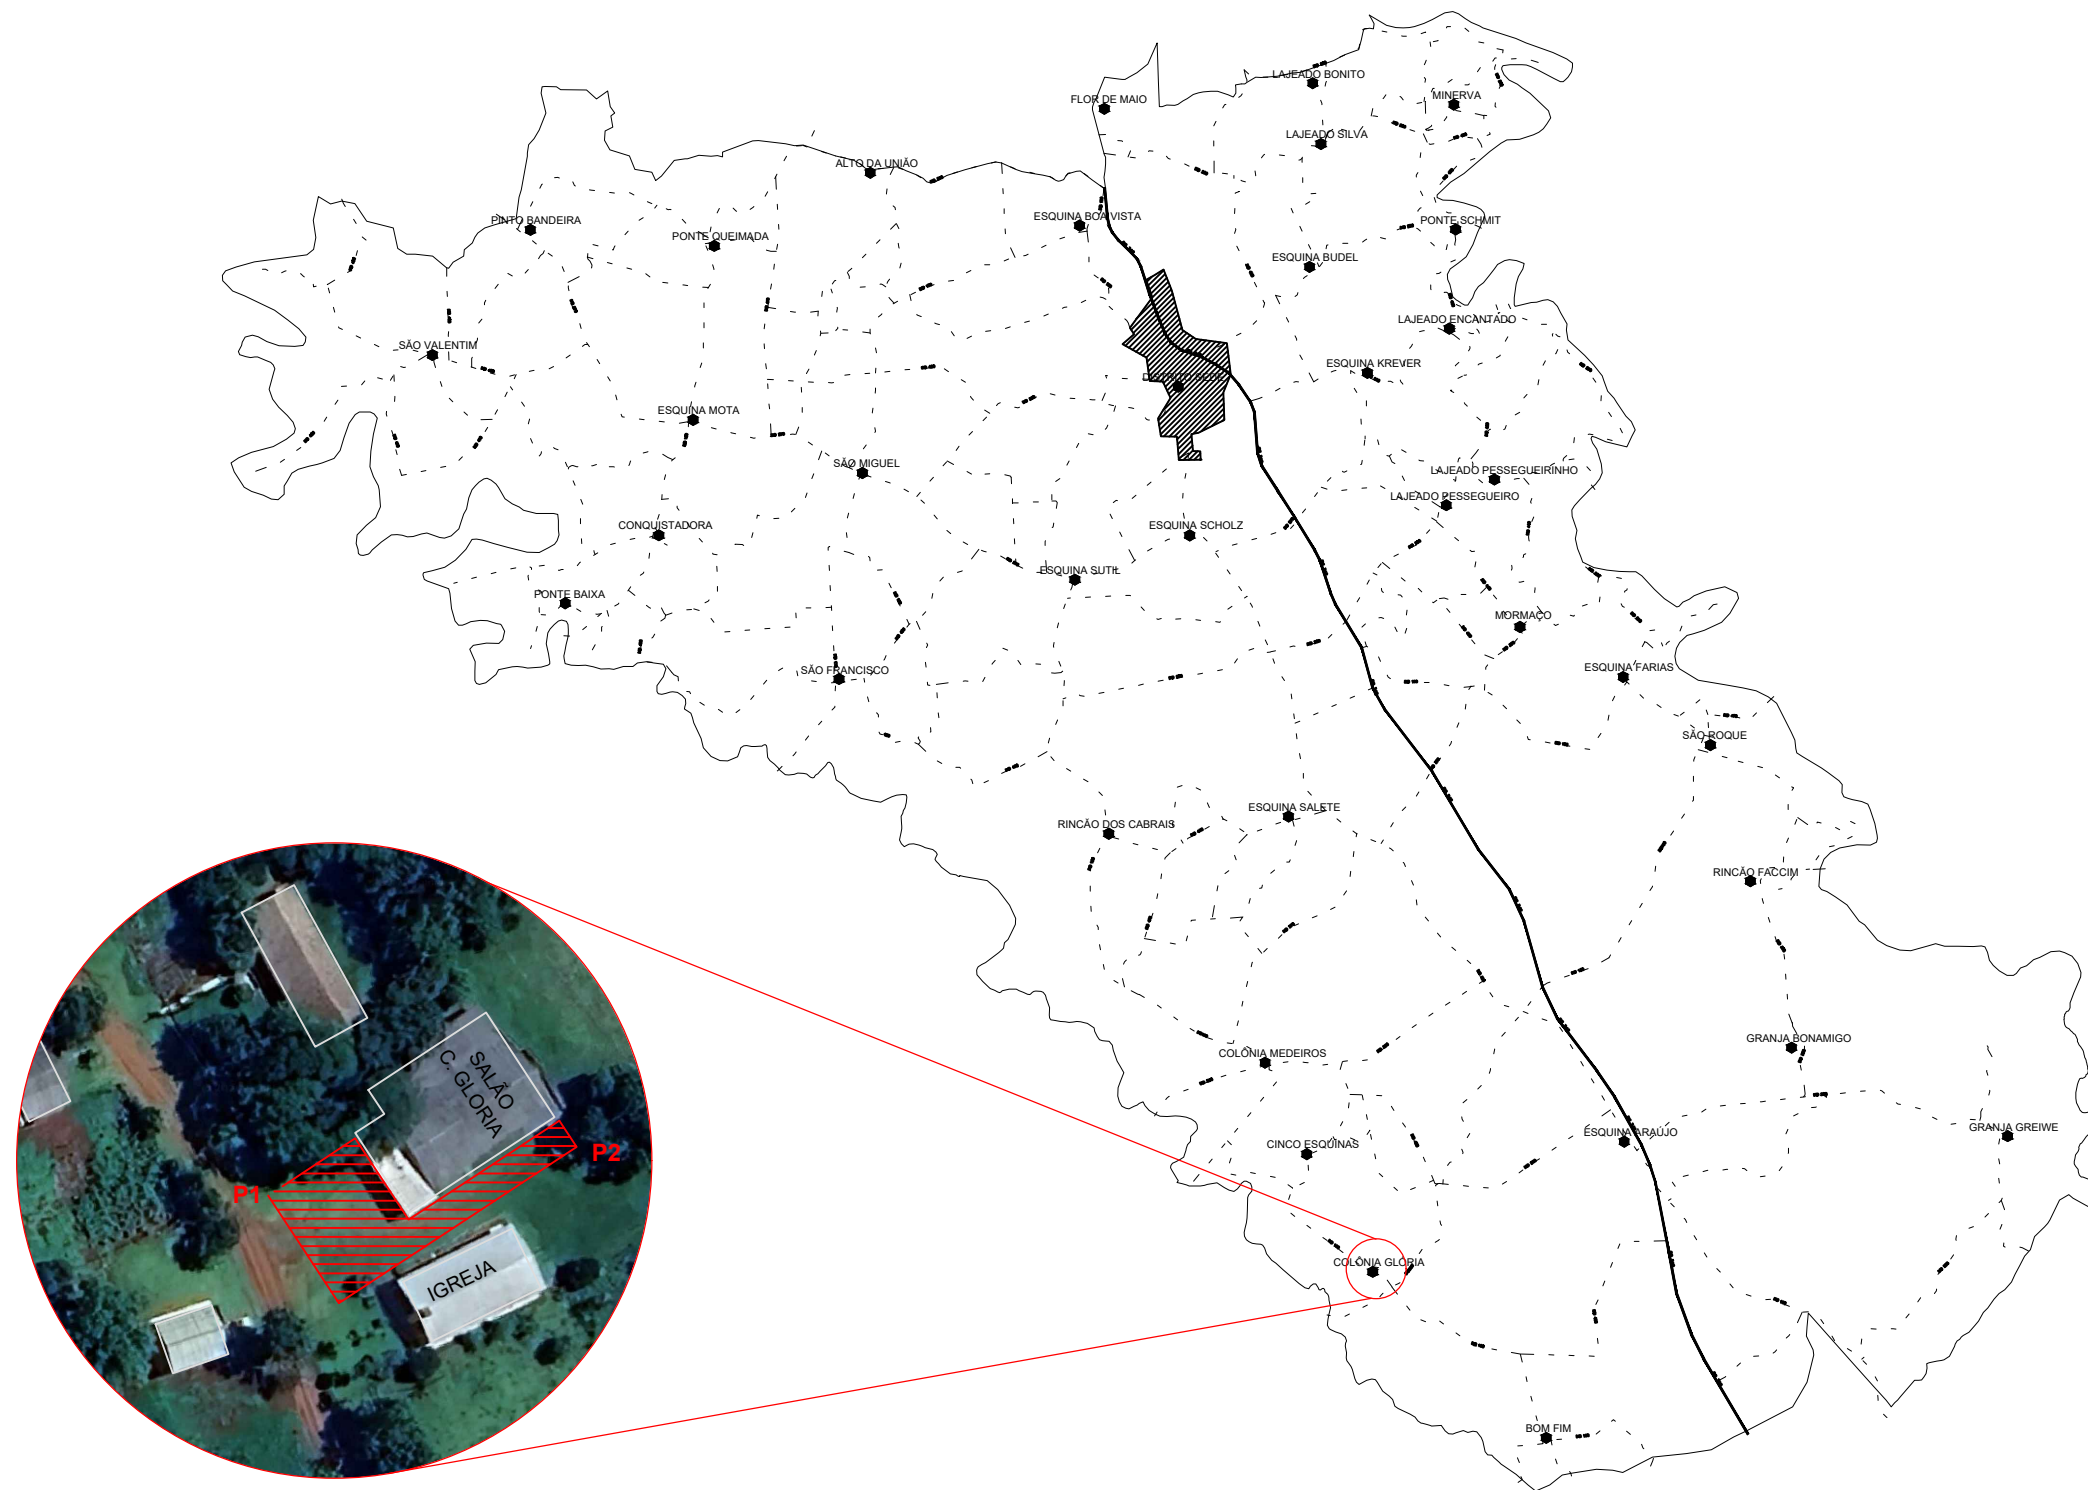 LAJEADO BONITO
MINERVA
FLOR DE MAIO
LAJEADO SILVA
ALTO DA UNIÃO
PINTO BANDEIRA
ESQUINA BOA VISTA
PONTE SCHMIT
PONTE QUEIMADA
ESQUINA BUDEL
LAJEADO ENCANTADO
SÃO VALENTIM
ESQUINA KREVER
DISTRITO SEDE
ESQUINA MOTA
SÃO MIGUEL
LAJEADO PESSEGUEIRINHO
LAJEADO PESSEGUEIRO
CONQUISTADORA
ESQUINA SCHOLZ
ESQUINA SUTIL
PONTE BAIXA
MORMAÇO
SÃO FRANCISCO
ESQUINA FARIAS
SÃO ROQUE
ESQUINA SALETE
RINCÃO DOS CABRAIS
RINCÃO FACCIM
GRANJA BONAMIGO
COLÔNIA MEDEIROS
GRANJA GREIWE
ESQUINA ARAÚJO
CINCO ESQUINAS
COLÔNIA GLÓRIA
BOM FIM
SALÃO
C. GLORIA
P2
P1
IGREJA